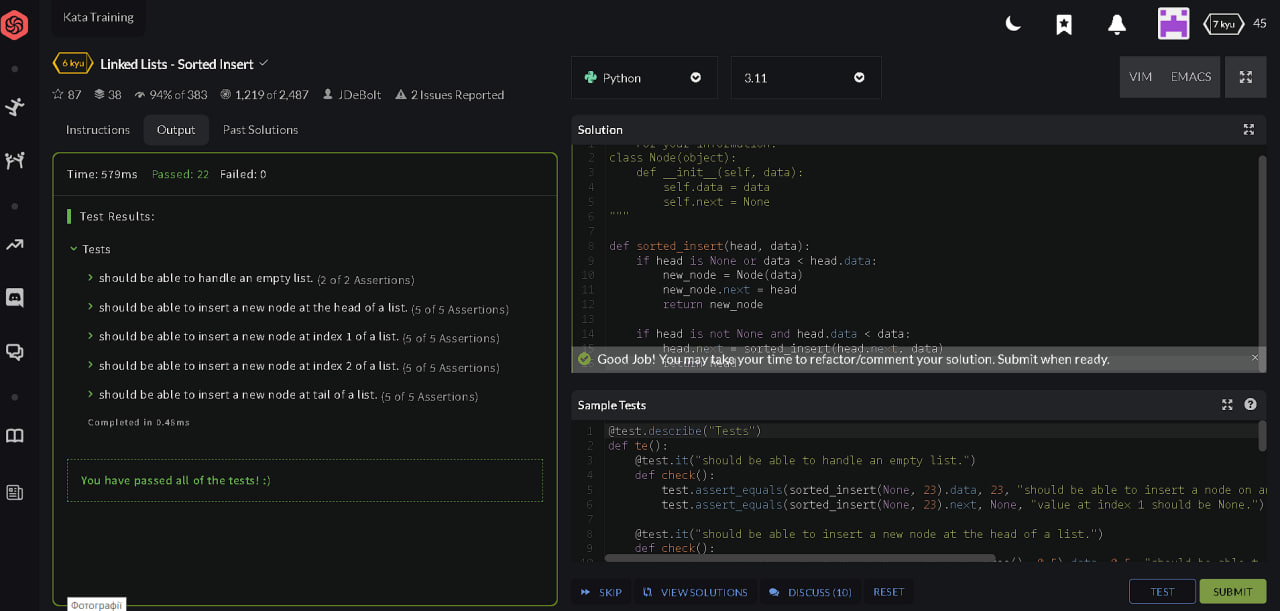 Kata Training
7 kyu 45
6 kyu Linked Lists - Sorted Insert
87 38 94% of 383 1,219 of 2,487 JDeBolt 2 Issues Reported
Instructions Output Past Solutions
Time: 579ms Passed: 22 Failed: 0
Test Results:
Tests
should be able to handle an empty list. (2 of 2 Assertions)
should be able to insert a new node at the head of a list. (5 of 5 Assertions)
should be able to insert a new node at index 1 of a list. (5 of 5 Assertions)
should be able to insert a new node at index 2 of a list. (5 of 5 Assertions)
should be able to insert a new node at tail of a list. (5 of 5 Assertions)
Completed in 0.48ms
You have passed all of the tests! :)
Фотографії
Python 3.11 VIM EMACS
Solution
1 For your information:
2 class Node(object):
3 def __init__(self, data):
4 self.data = data
5 self.next = None
6 """
7
8 def sorted_insert(head, data):
9 if head is None or data < head.data:
10 new_node = Node(data)
11 new_node.next = head
12 return new_node
13
14 if head is not None and head.data < data:
15 head.next = sorted_insert(head.next, data)
Good Job! You may take your time to refactor/comment your solution. Submit when ready.
return head
Sample Tests
1 @test.describe("Tests")
2 def te():
3 @test.it("should be able to handle an empty list.")
4 def check():
5 test.assert_equals(sorted_insert(None, 23).data, 23, "should be able to insert a node on
6 test.assert_equals(sorted_insert(None, 23).next, None, "value at index 1 should be None.")
7
8 @test.it("should be able to insert a new node at the head of a list.")
9 def check():
SKIP VIEW SOLUTIONS DISCUSS (10) RESET TEST SUBMIT